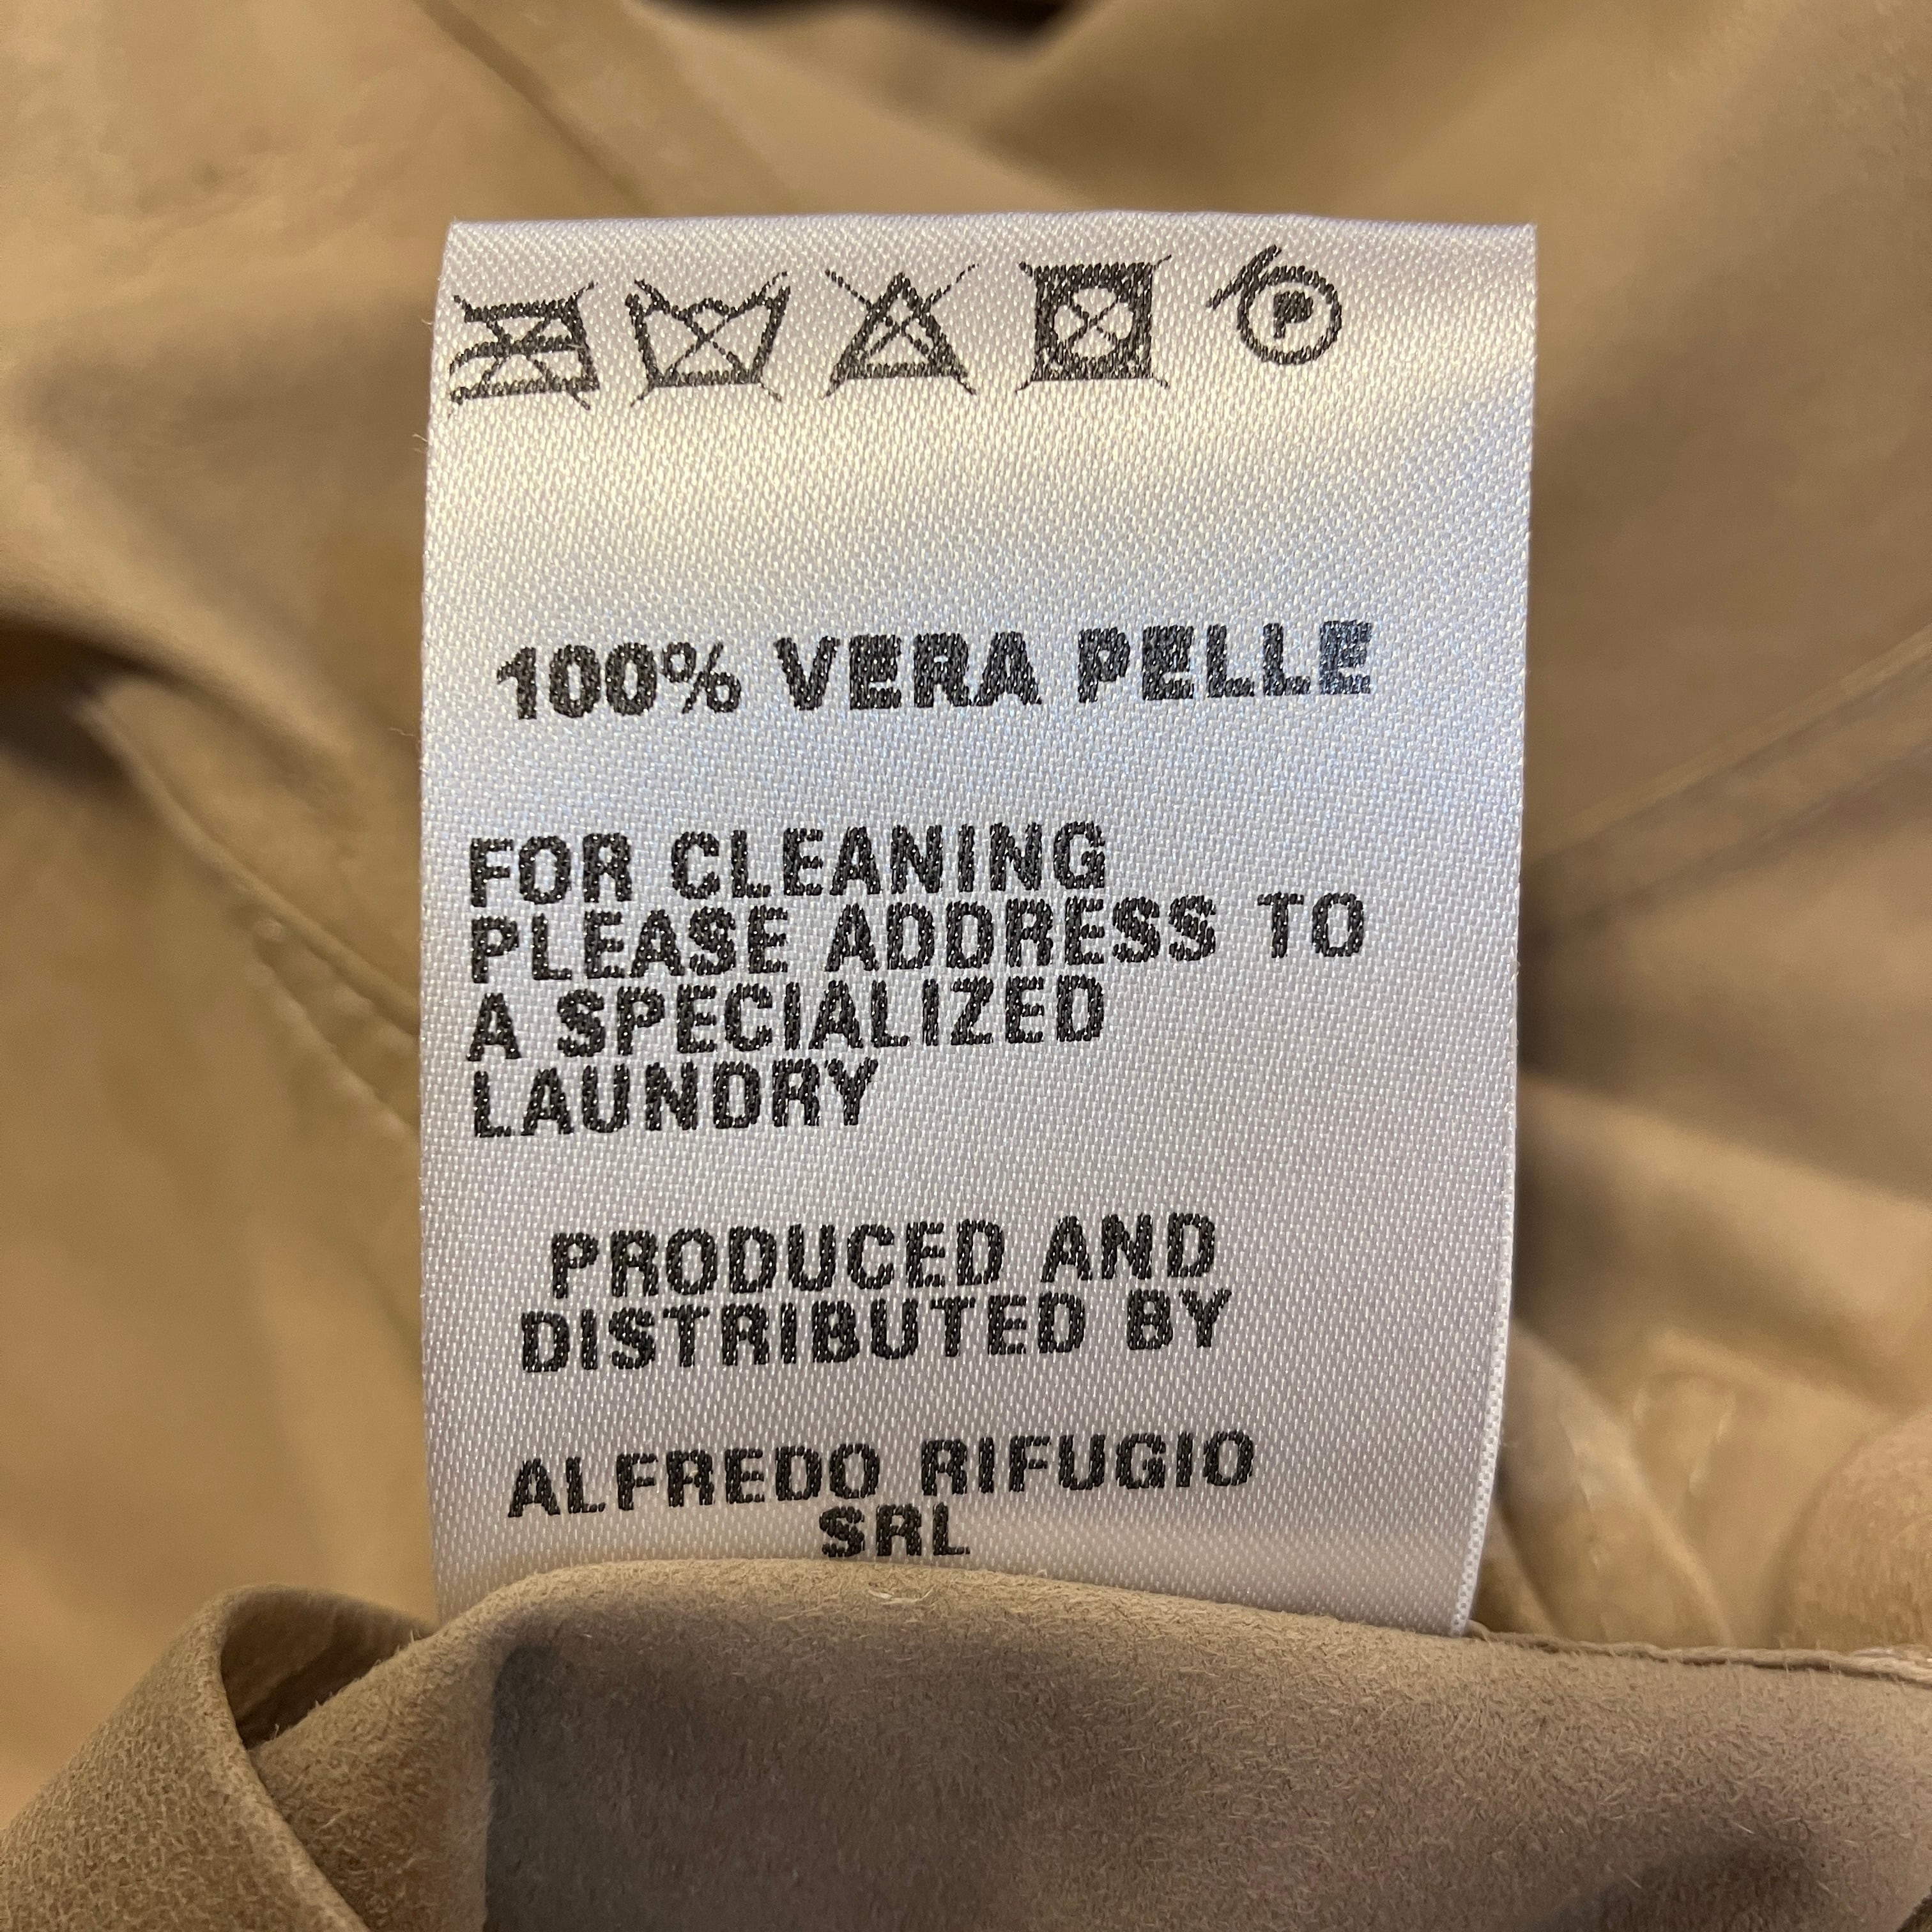 P
100% VERA PELLE
FOR CLEANING
PLEASE ADDRESS TO
A SPECIALIZED
LAUNDRY
PRODUCED AND
DISTRIBUTED BY
ALFREDO RIFUGIO
SRL